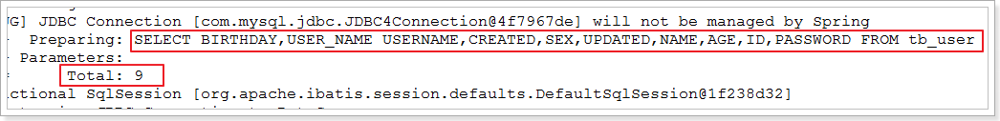 G] JDBC Connection [com.mysql.jdbc.JDBC4Connection@4f7967de] will not be managed by Spring
Preparing: SELECT BIRTHDAY,USER_NAME USERNAME,CREATED,SEX,UPDATED,NAME,AGE,ID,PASSWORD FROM tb_user
Parameters:
Total: 9
actional SqlSession [org.apache.ibatis.session.defaults.DefaultSqlSession@1f238d32]